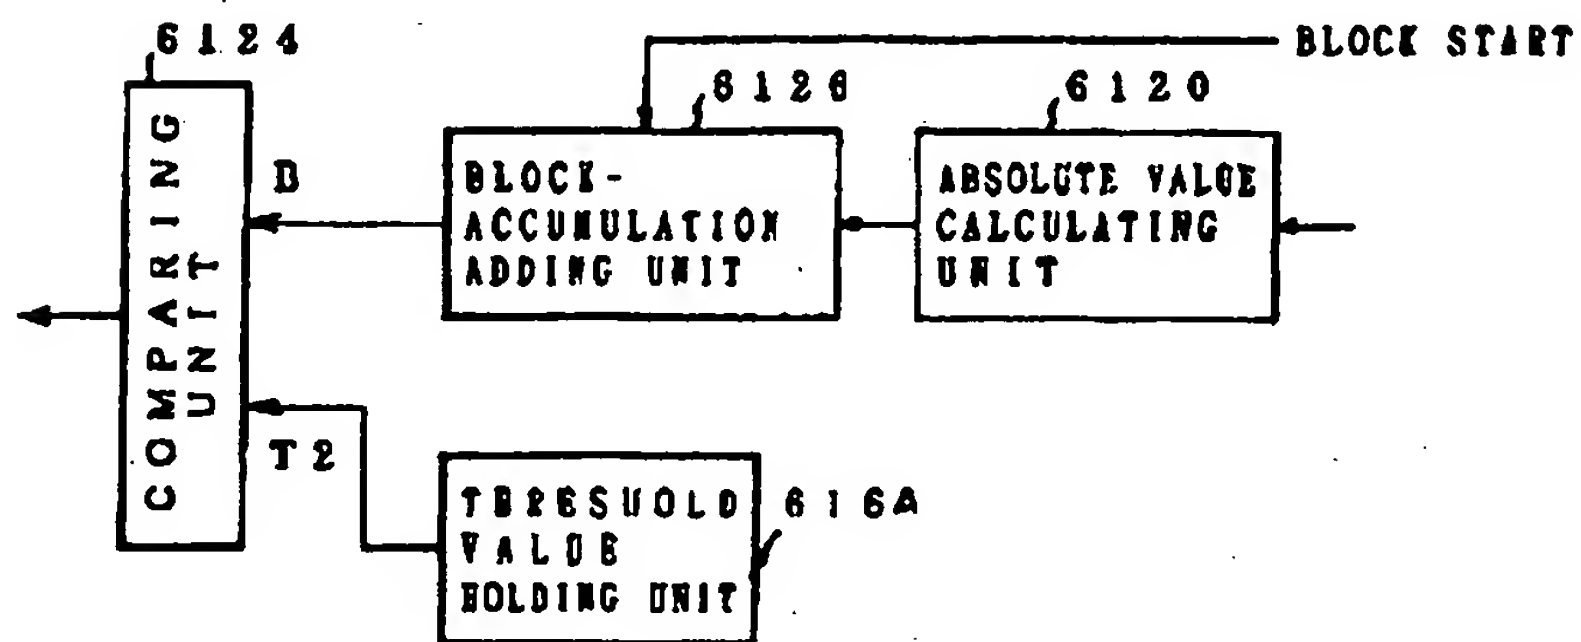 6124
BLOCK START
6126
6120
COMPARING
UNIT
B
BLOCK-
ACCUMULATION
ADDING UNIT
ABSOLUTE VALUE
CALCULATING
UNIT
T2
THRESHOLD
VALUE
HOLDING UNIT
616A